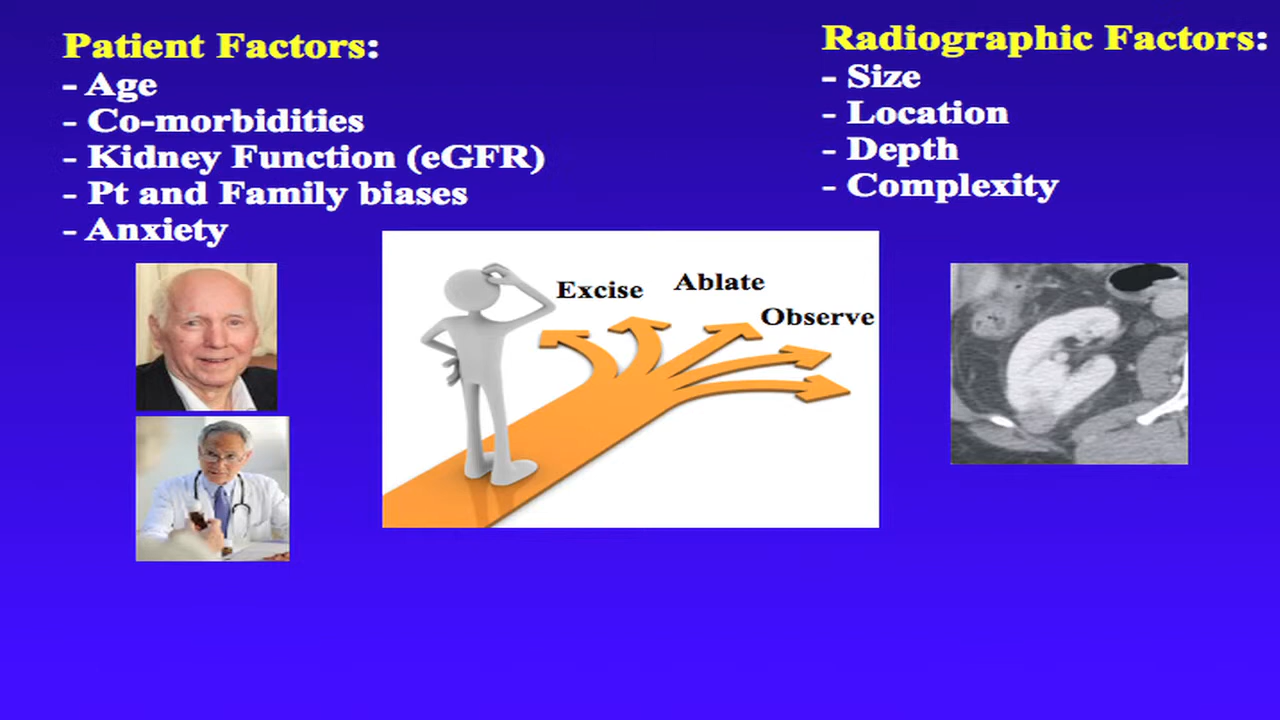 Patient Factors:
- Age
- Co-morbidities
- Kidney Function (eGFR)
- Pt and Family biases
- Anxiety
Radiographic Factors:
- Size
- Location
- Depth
- Complexity
Excise
Ablate
Observe